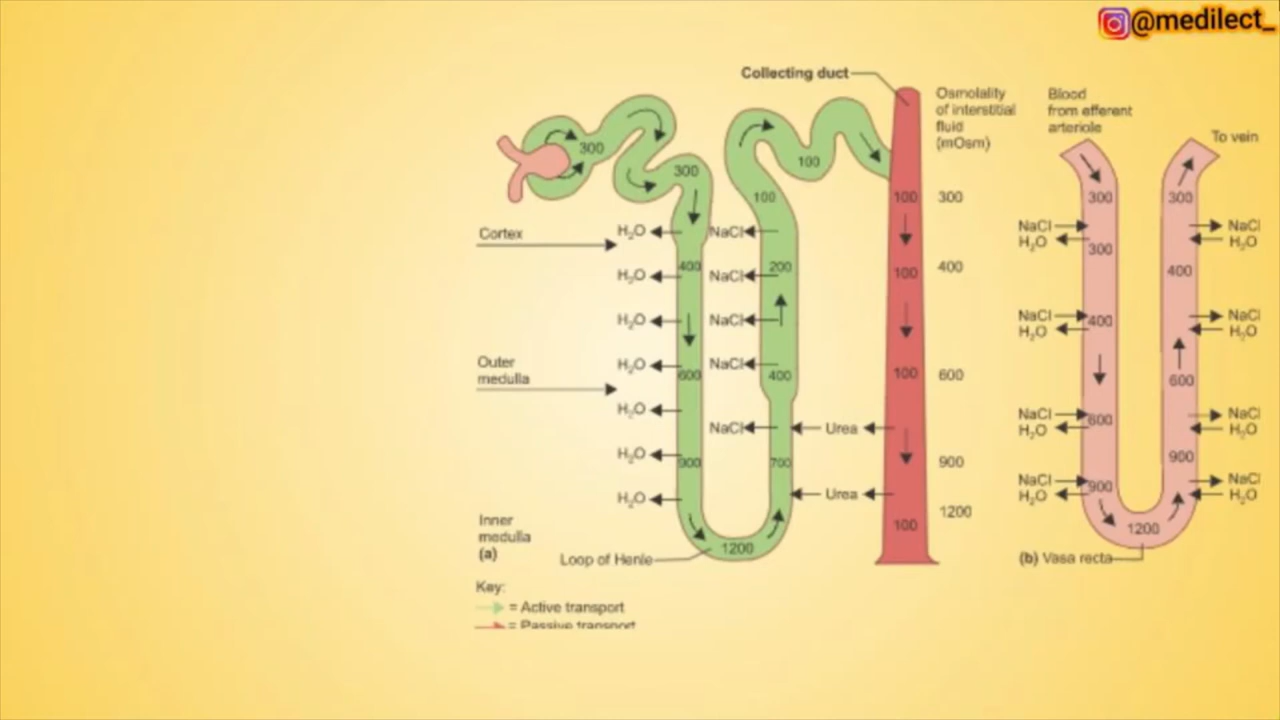 @medilect_
Collecting duct
Osmolality
of interstitial
fluid
(mOsm)
Blood
from efferent
arteriole
To vein
300
300
100
100
Cortex
H₂O
NaCl
400
H₂O
NaCl
200
H₂O
NaCl
Outer
medulla
H₂O
600
NaCl
400
H₂O
NaCl
Urea
H₂O
900
700
H₂O
Urea
Inner
medulla
(a)
Loop of Henle
1200
100
300
100
400
100
600
900
1200
100
300
300
NaCl
H₂O
300
NaCl
H₂O
400
NaCl
H₂O
400
NaCl
H₂O
600
NaCl
H₂O
600
NaCl
H₂O
900
NaCl
H₂O
900
NaCl
H₂O
1200
(b) Vasa recta
Key:
= Active transport
= Passive transport